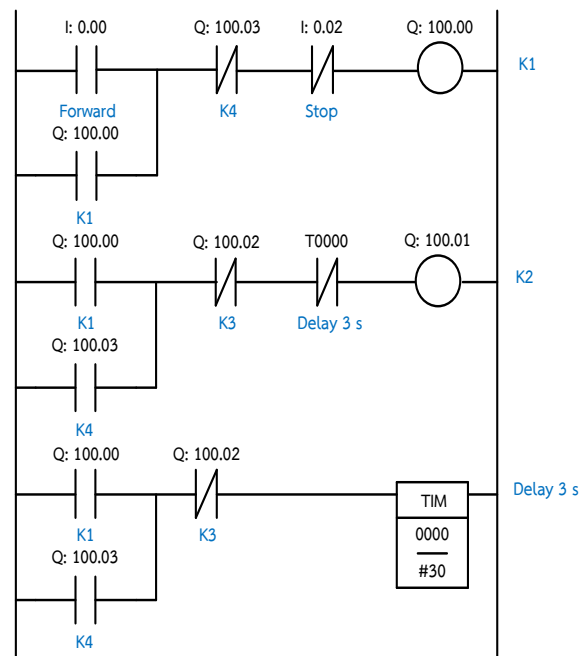 I: 0.00 Q: 100.03 I: 0.02 Q: 100.00
K1
Forward K4 Stop
Q: 100.00
K1
Q: 100.00 Q: 100.02 T0000 Q: 100.01
K2
K1 K3 Delay 3 s
Q: 100.03
K4
Q: 100.00 Q: 100.02
Delay 3 s
TIM
K1 K3
0000
Q: 100.03
#30
K4